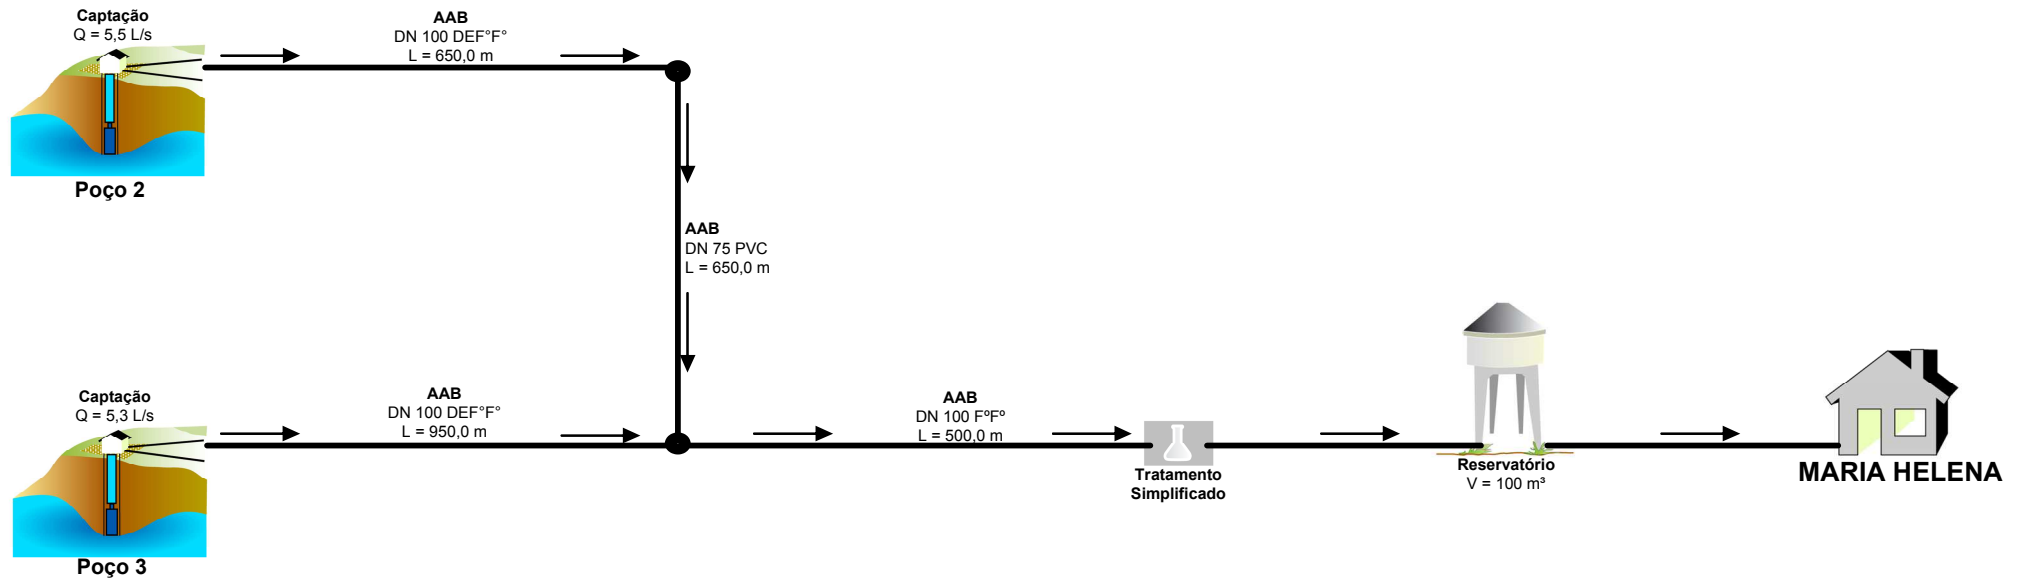 Captação
Q = 5,5 L/s
AAB
DN 100 DEF°F°
L = 650,0 m
Poço 2
AAB
DN 75 PVC
L = 650,0 m
Captação
Q = 5,3 L/s
AAB
DN 100 DEF°F°
L = 950,0 m
Poço 3
AAB
DN 100 FºFº
L = 500,0 m
Tratamento
Simplificado
Reservatório
V = 100 m³
MARIA HELENA